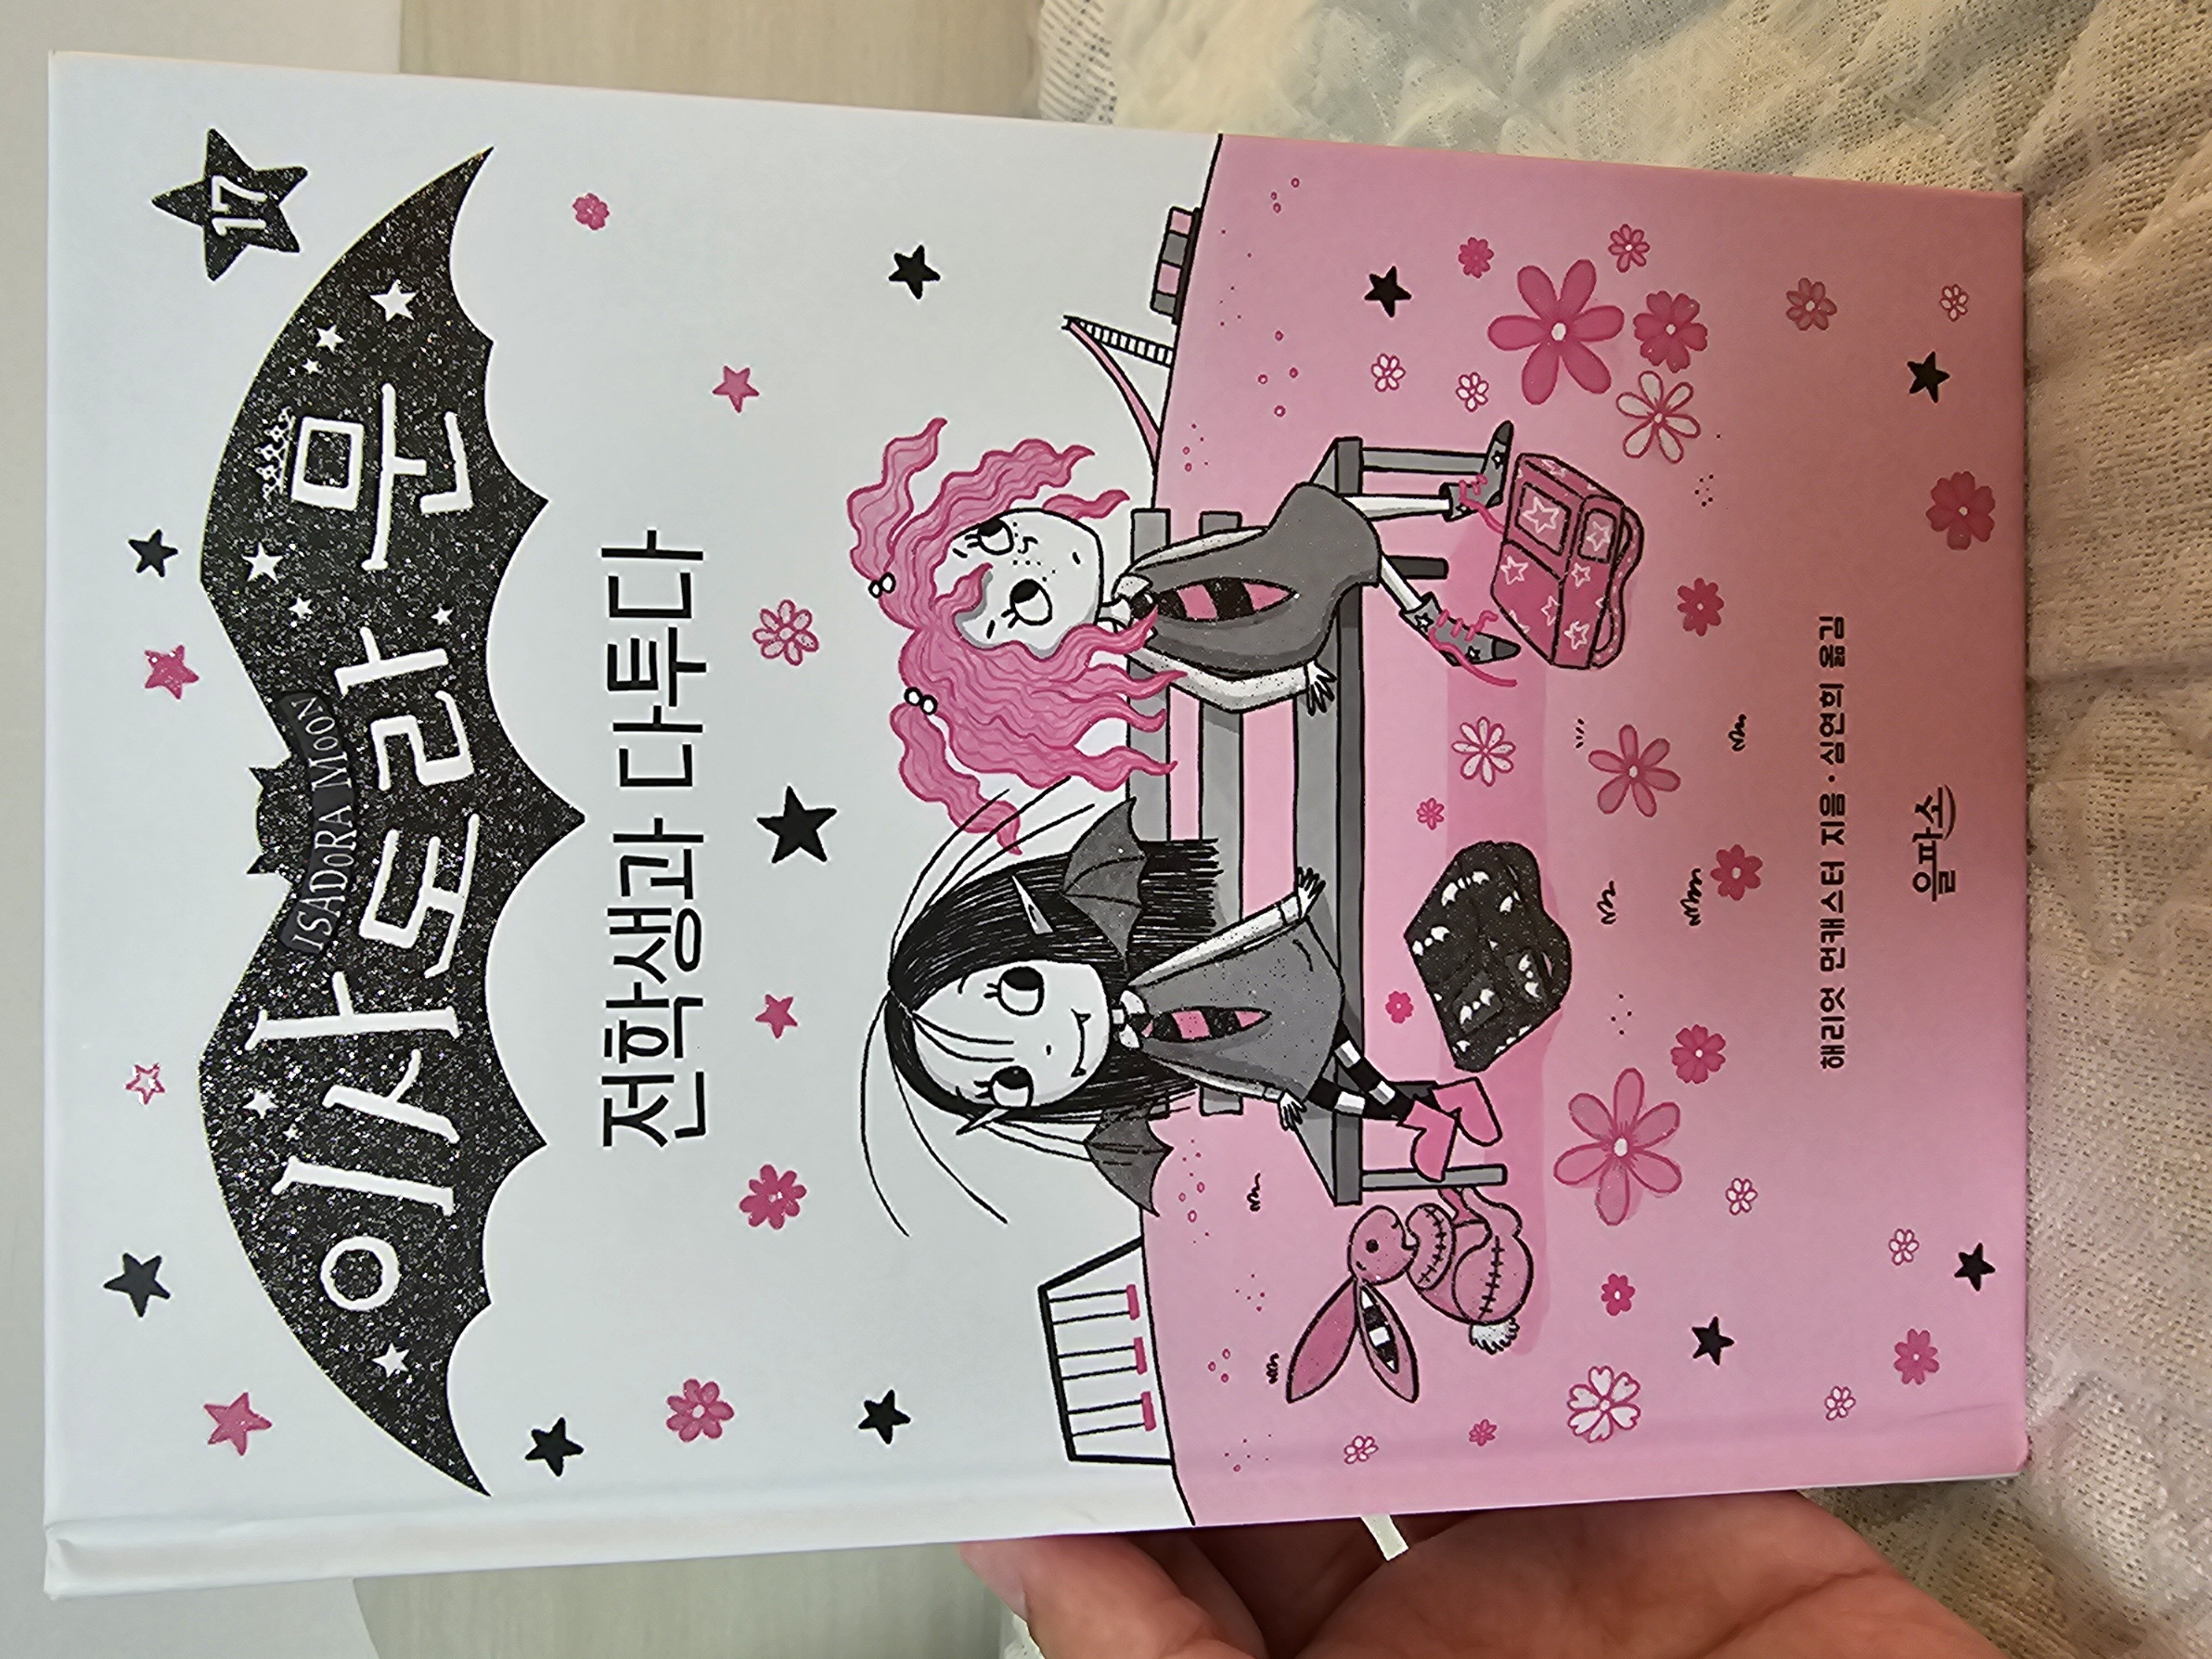 17
ISADORA MOON
이사도라 문
전학생과 다투다
해리엇 먼캐스터 지음 · 심연희 옮김
을파소